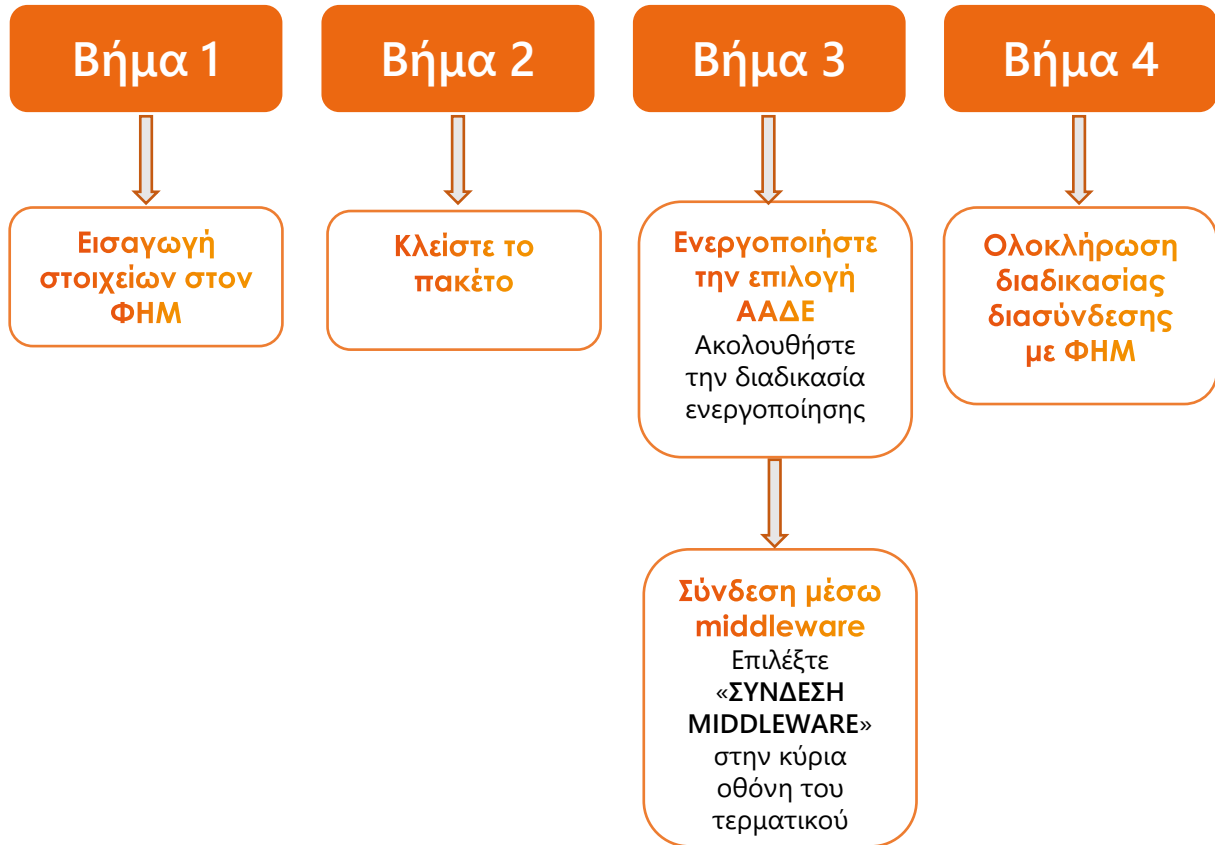 Βήμα 1
Βήμα 2
Βήμα 3
Βήμα 4
Εισαγωγή
στοιχείων στον
ΦΗΜ
Κλείστε το
πακέτο
Ενεργοποιήστε
την επιλογή
ΑΑΔΕ
Ακολουθήστε
την διαδικασία
ενεργοποίησης
Ολοκλήρωση
διαδικασίας
διασύνδεσης
με ΦΗΜ
Σύνδεση μέσω
middleware
Επιλέξτε
«ΣΥΝΔΕΣΗ
MIDDLEWARE»
στην κύρια
οθόνη του
τερματικού